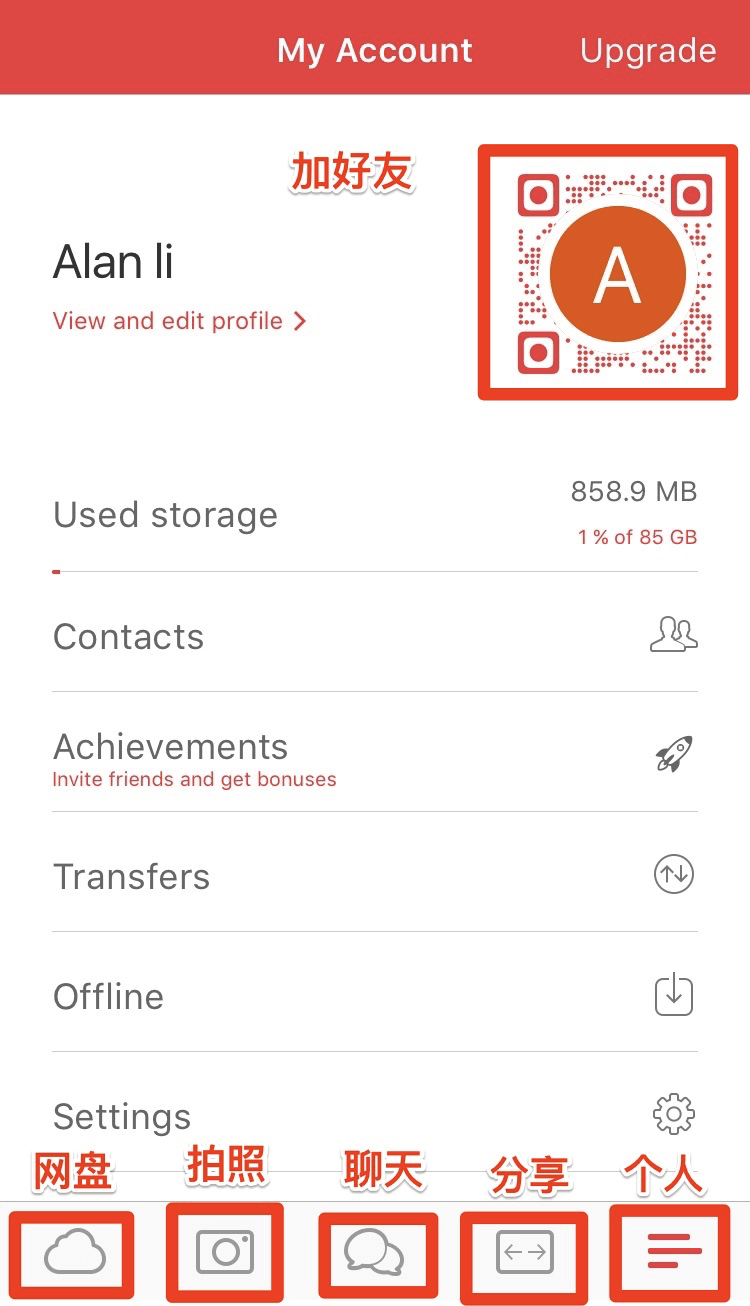 My Account
Upgrade
加好友
A
Alan li
View and edit profile
Used storage
858.9 MB
1 % of 85 GB
Contacts
Achievements
Invite friends and get bonuses
Transfers
Offline
Settings
网盘
拍照
聊天
分享
个人